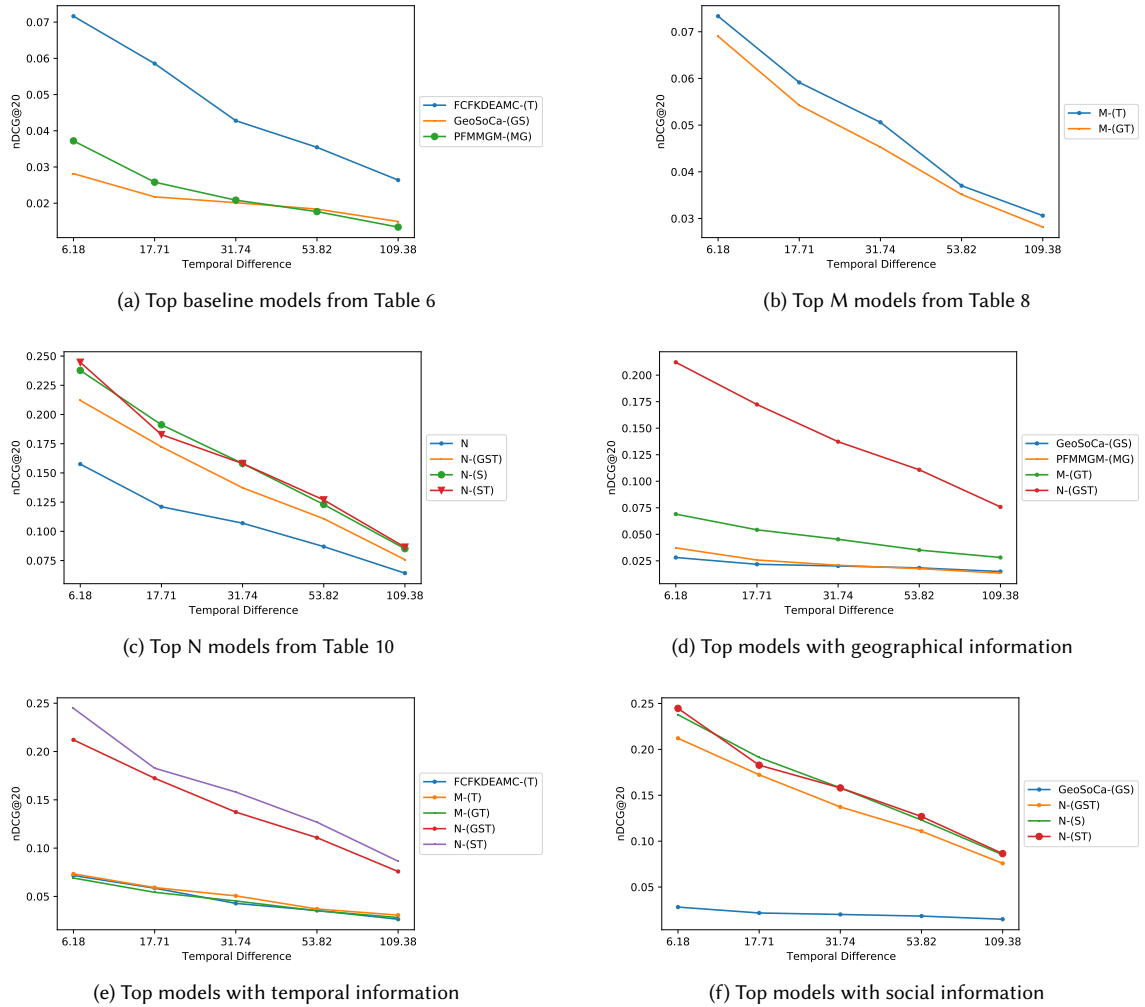 0.07
0.06
0.05
0.04
0.03
0.02
nDCG@20
6.18 17.71 31.74 53.82 109.38
Temporal Difference
FCFKDEAMC-(T)
GeoSoCa-(GS)
PFMMGM-(MG)
(a) Top baseline models from Table 6
0.07
0.06
0.05
0.04
0.03
nDCG@20
6.18 17.71 31.74 53.82 109.38
Temporal Difference
M-(T)
M-(GT)
(b) Top M models from Table 8
0.250
0.225
0.200
0.175
0.150
0.125
0.100
0.075
nDCG@20
6.18 17.71 31.74 53.82 109.38
Temporal Difference
N
N-(GST)
N-(S)
N-(ST)
(c) Top N models from Table 10
0.200
0.175
0.150
0.125
0.100
0.075
0.050
0.025
nDCG@20
6.18 17.71 31.74 53.82 109.38
Temporal Difference
GeoSoCa-(GS)
PFMMGM-(MG)
M-(GT)
N-(GST)
(d) Top models with geographical information
0.25
0.20
0.15
0.10
0.05
nDCG@20
6.18 17.71 31.74 53.82 109.38
Temporal Difference
FCFKDEAMC-(T)
M-(T)
M-(GT)
N-(GST)
N-(ST)
(e) Top models with temporal information
0.25
0.20
0.15
0.10
0.05
nDCG@20
6.18 17.71 31.74 53.82 109.38
Temporal Difference
GeoSoCa-(GS)
N-(GST)
N-(S)
N-(ST)
(f) Top models with social information